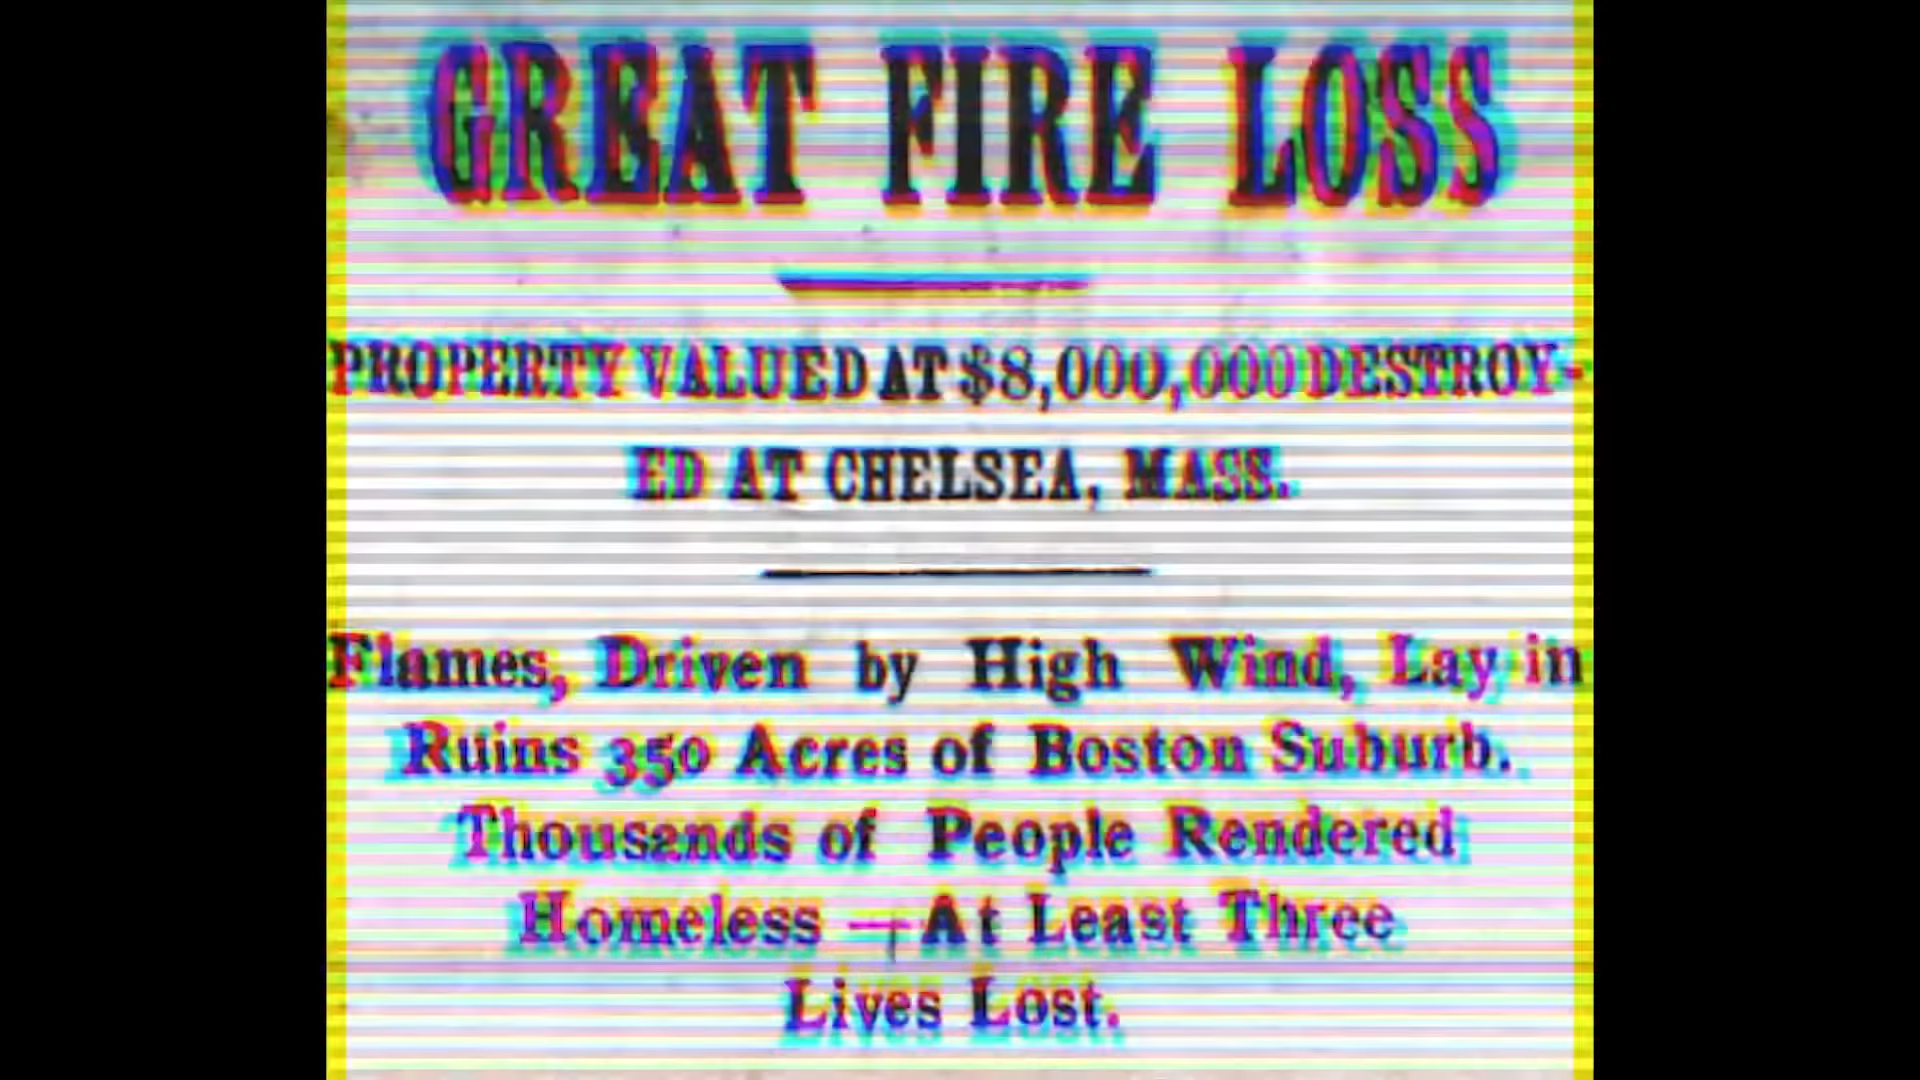 GREAT FIRE LOSS
PROPERTY VALUED AT $8,000,000 DESTROY-
ED AT CHELSEA, MASS.
Flames, Driven by High Wind, Lay in
Ruins 350 Acres of Boston Suburb.
Thousands of People Rendered
Homeless — At Least Three
Lives Lost.